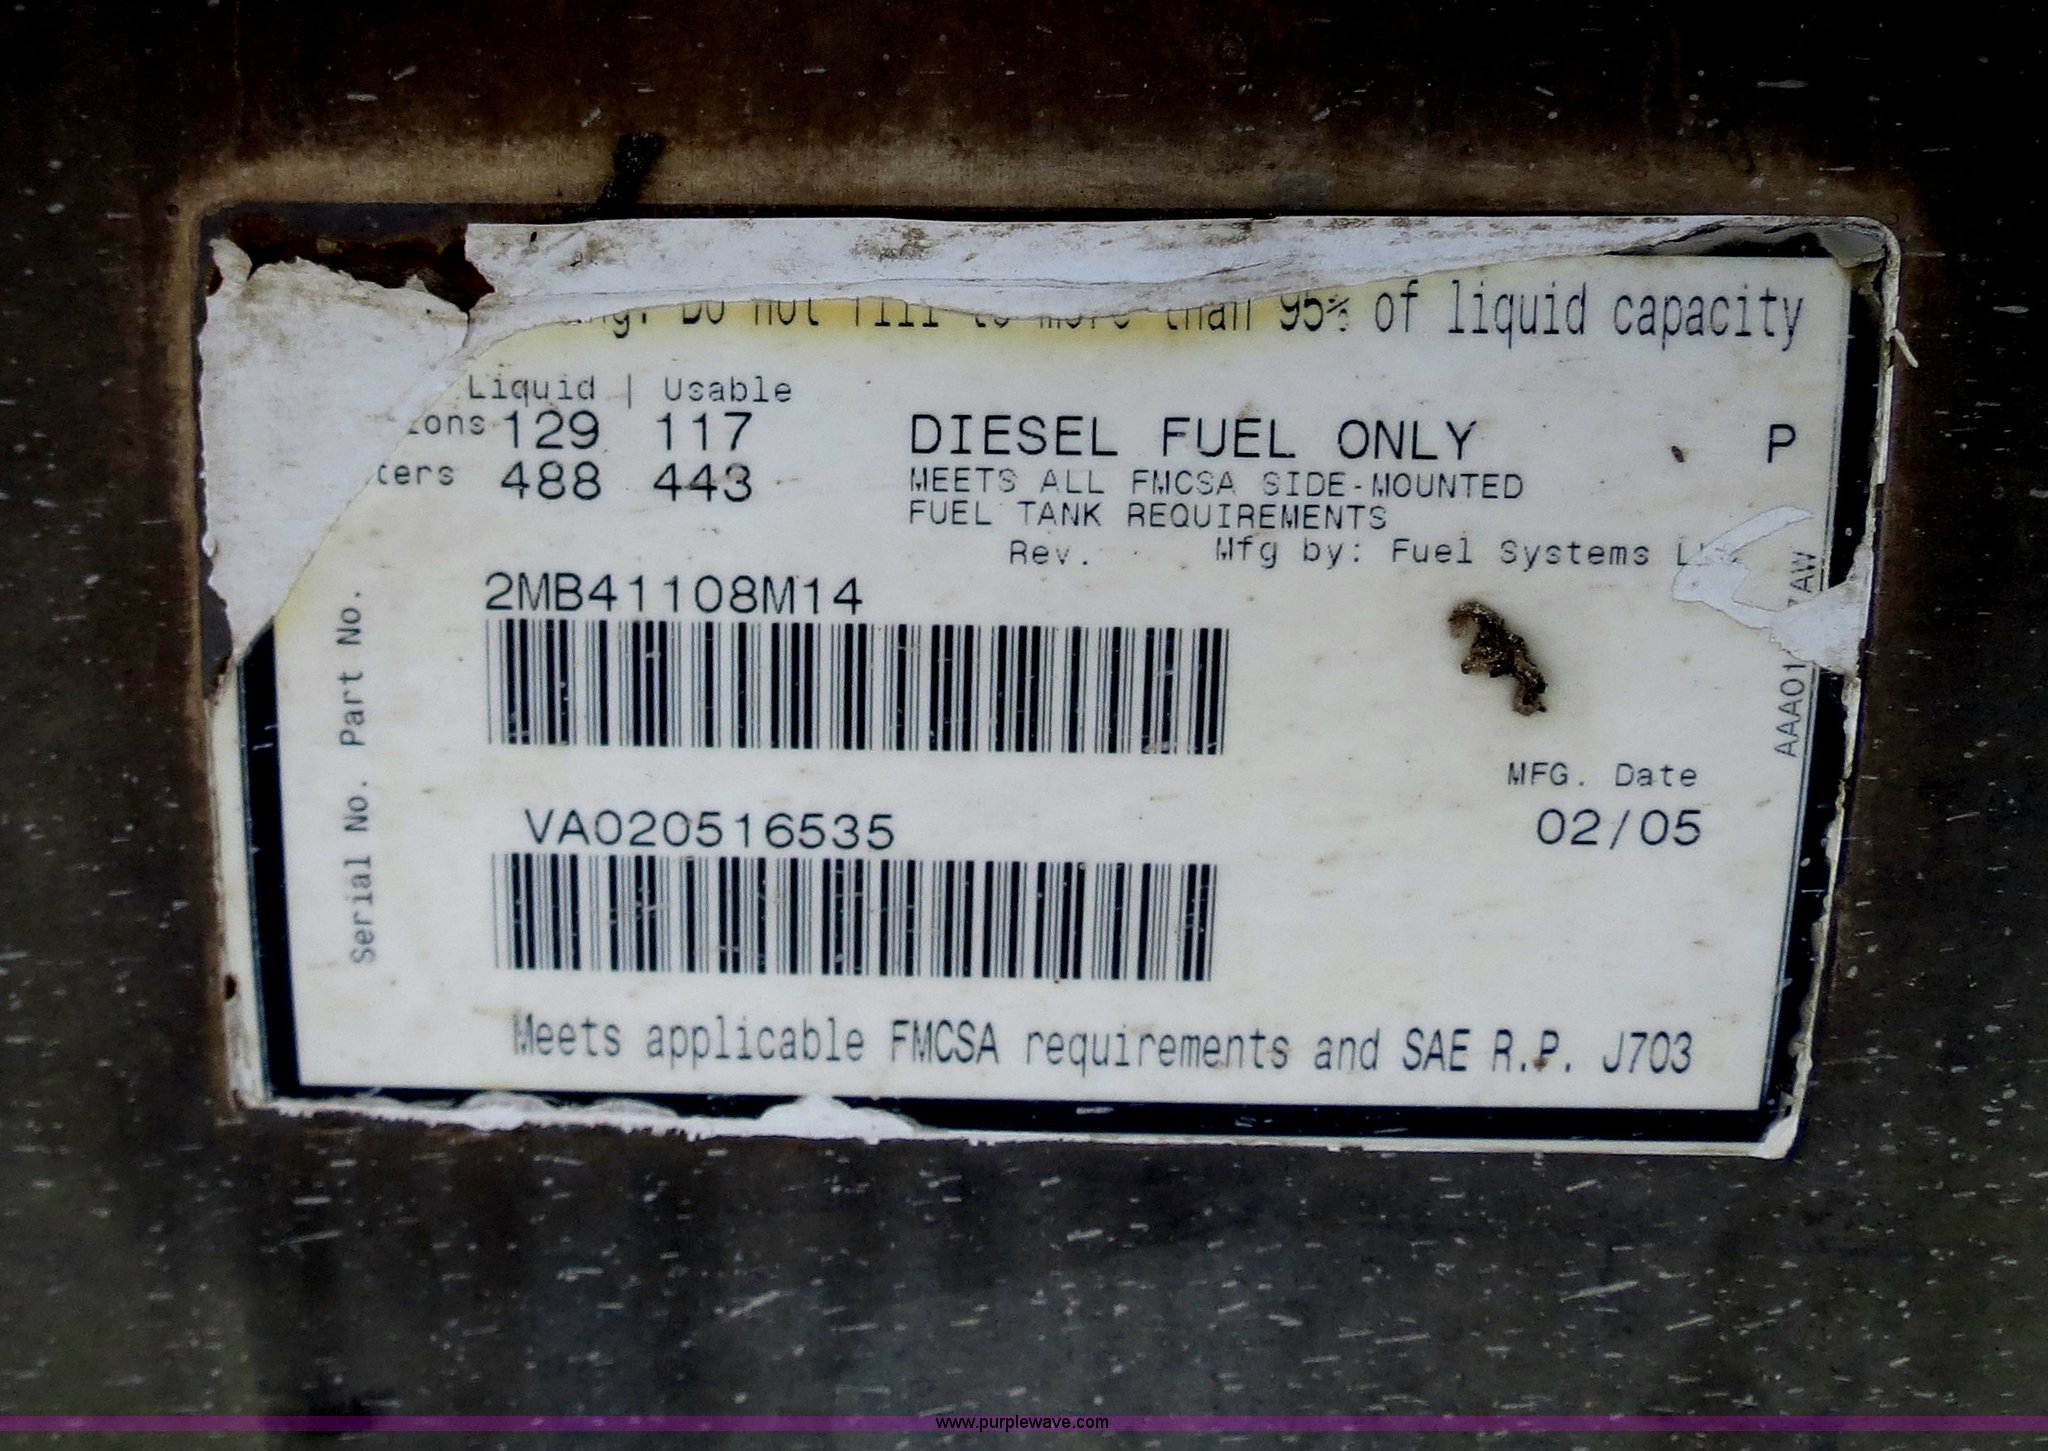 Do not fill to more than 95% of liquid capacity
Liquid | Usable
129 117
488 443
DIESEL FUEL ONLY
P
MEETS ALL FMCSA SIDE-MOUNTED
FUEL TANK REQUIREMENTS
Rev. Mfg by: Fuel Systems
Part No.
2MB41108M14
Serial No.
VA020516535
MFG. Date
02/05
Meets applicable FMCSA requirements and SAE R.P. J703
www.purplewave.com